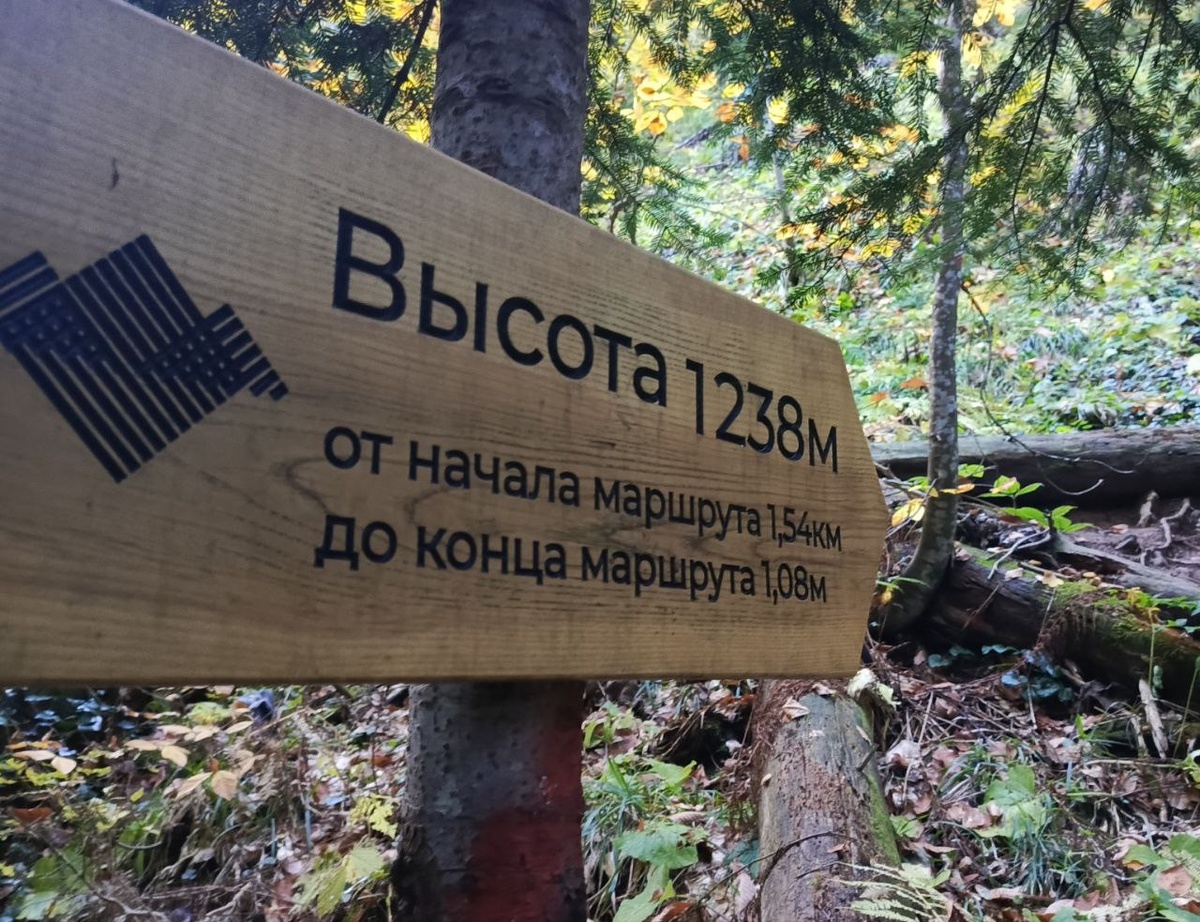 Высота 1238м
от начала маршрута 1,54км
до конца маршрута 1,08м